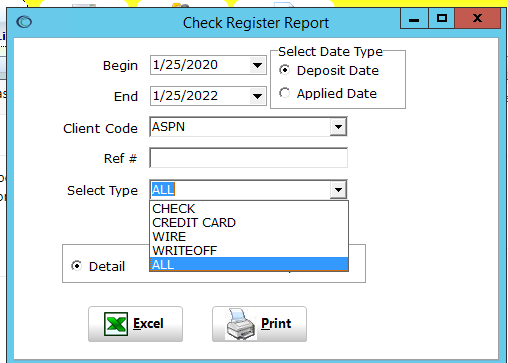 Check Register Report
Select Date Type
Begin 1/25/2020
Deposit Date
End 1/25/2022
Applied Date
Client Code ASPN
Ref #
Select Type ALL
CHECK
CREDIT CARD
WIRE
WRITEOFF
ALL
Detail
Excel Print